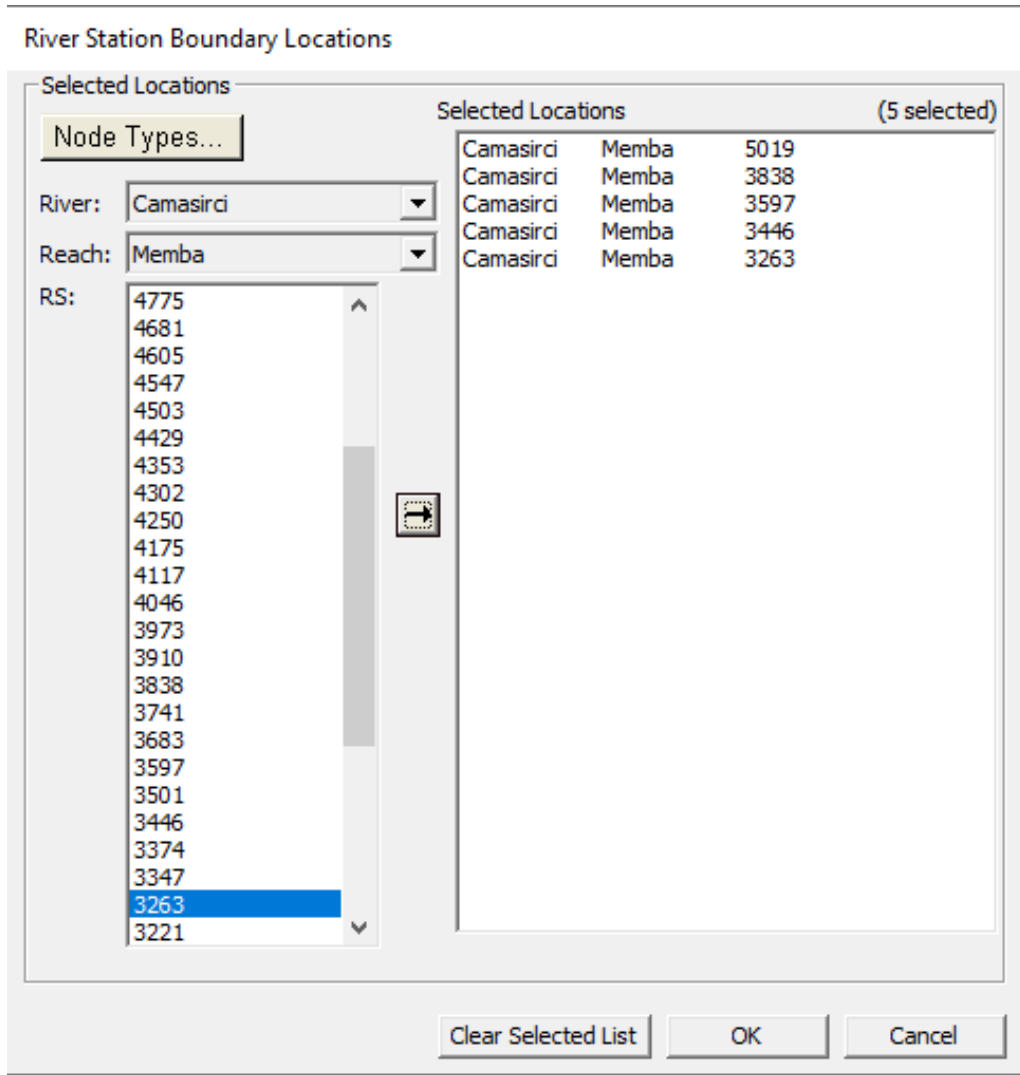 River Station Boundary Locations
Selected Locations
Node Types...
River: Camasirci
Reach: Memba
RS:
4775
4681
4605
4547
4503
4429
4353
4302
4250
4175
4117
4046
3973
3910
3838
3741
3683
3597
3501
3446
3374
3347
3263
3221
Selected Locations (5 selected)
Camasirci Memba 5019
Camasirci Memba 3838
Camasirci Memba 3597
Camasirci Memba 3446
Camasirci Memba 3263
Clear Selected List OK Cancel